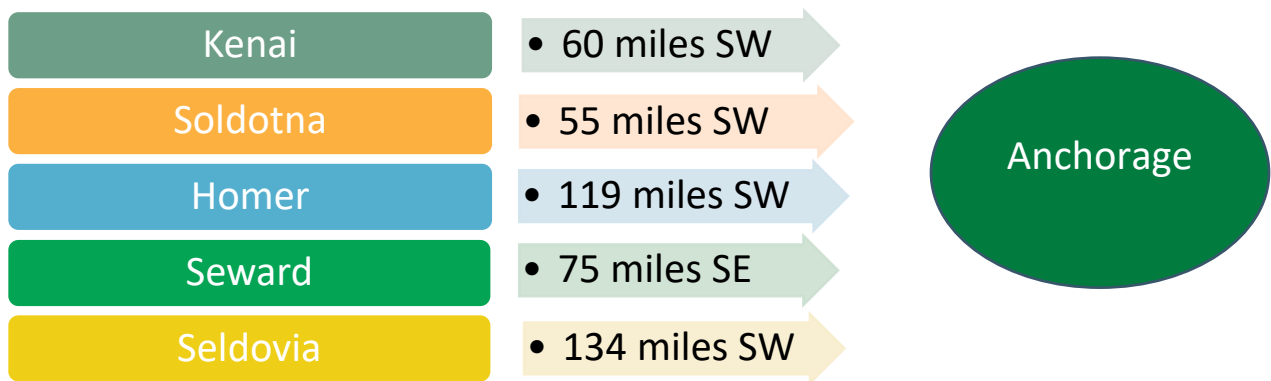 Kenai
• 60 miles SW
Soldotna
• 55 miles SW
Homer
• 119 miles SW
Seward
• 75 miles SE
Seldovia
• 134 miles SW
Anchorage